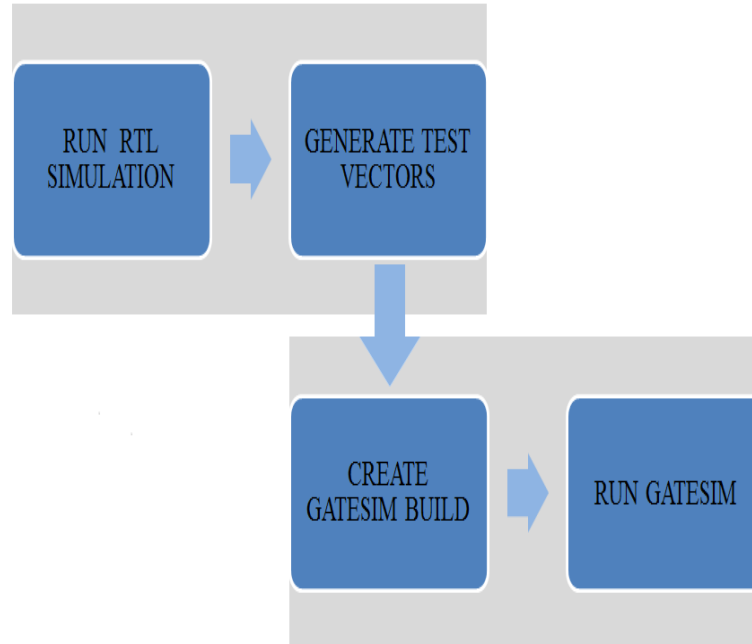 RUN RTL
SIMULATION
GENERATE TEST
VECTORS
CREATE
GATESIM BUILD
RUN GATESIM